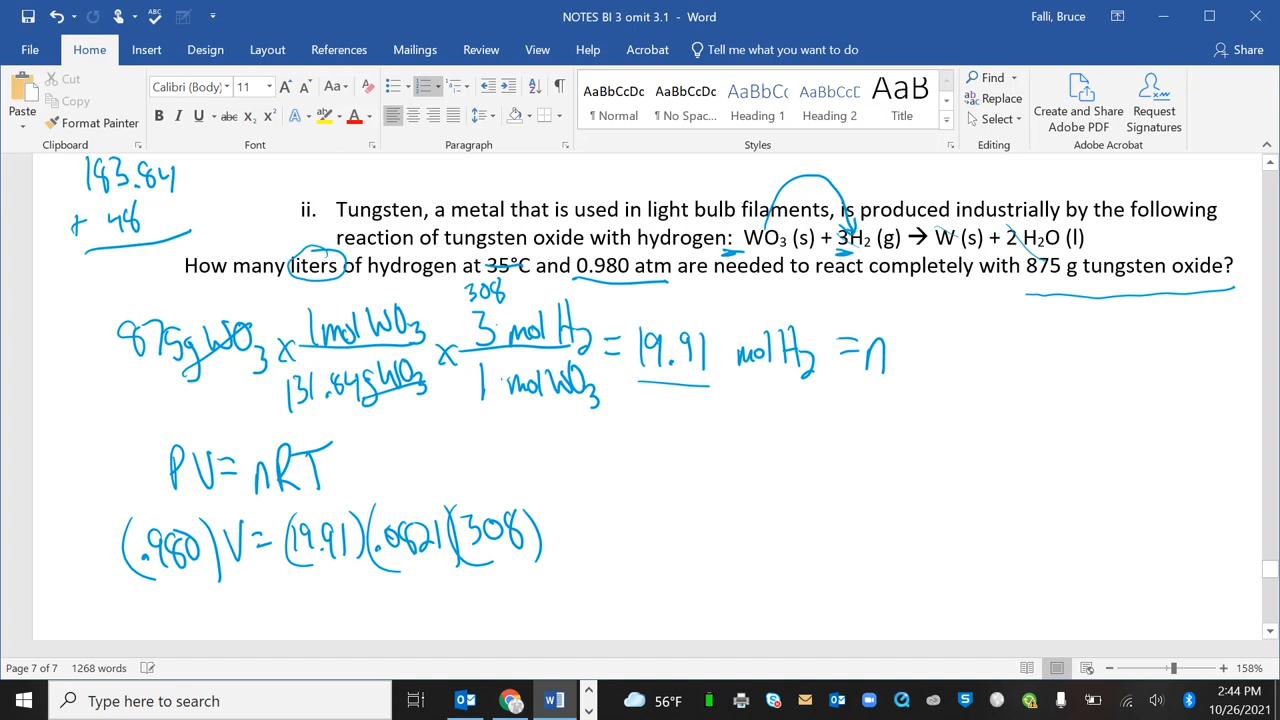 NOTES BI 3 omit 3.1 - Word
Falli, Bruce
File Home Insert Design Layout References Mailings Review View Help Acrobat Tell me what you want to do Share
Paste
Cut
Copy
Format Painter
Calibri (Body) 11
AaBbCcDc AaBbCcDc AaBbCc AaBbCcD AaB
¶ Normal ¶ No Spac... Heading 1 Heading 2 Title
Find
Replace
Select
Create and Share Adobe PDF
Request Signatures
Clipboard Font Paragraph Styles Editing Adobe Acrobat
183.84
+ 48
ii. Tungsten, a metal that is used in light bulb filaments, is produced industrially by the following
reaction of tungsten oxide with hydrogen: WO₃ (s) + 3H₂ (g) → W (s) + 2 H₂O (l)
How many liters of hydrogen at 35°C and 0.980 atm are needed to react completely with 875 g tungsten oxide?
308
875g WO₃ x 1 mol WO₃ / 131.84g WO₃ x 3 mol H₂ / 1 mol WO₃ = 19.91 mol H₂ = n
PV = nRT
(.980) V = (19.91)(.0821)(308)
Page 7 of 7 1268 words 158%
Type here to search
56°F
2:44 PM
10/26/2021